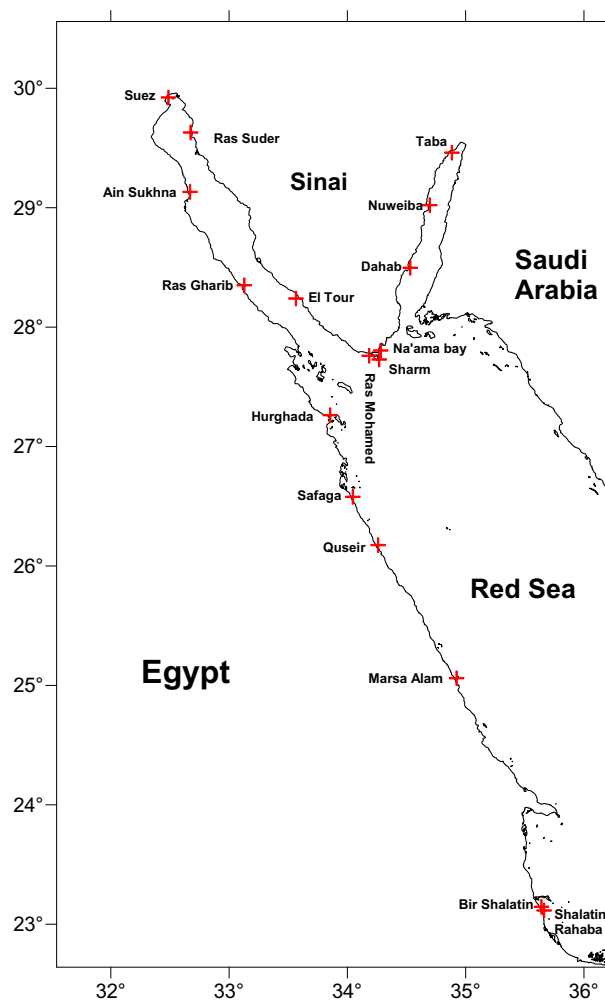 30°
Suez
Ras Suder
Taba
Sinai
Ain Sukhna
29°
Nuweiba
Dahab
Saudi
Arabia
Ras Gharib
El Tour
28°
Na'ama bay
Sharm
Ras Mohamed
Hurghada
27°
Safaga
26°
Quseir
Red Sea
Egypt
Marsa Alam
25°
24°
Bir Shalatin
Shalatin
Rahaba
23°
32°
33°
34°
35°
36°